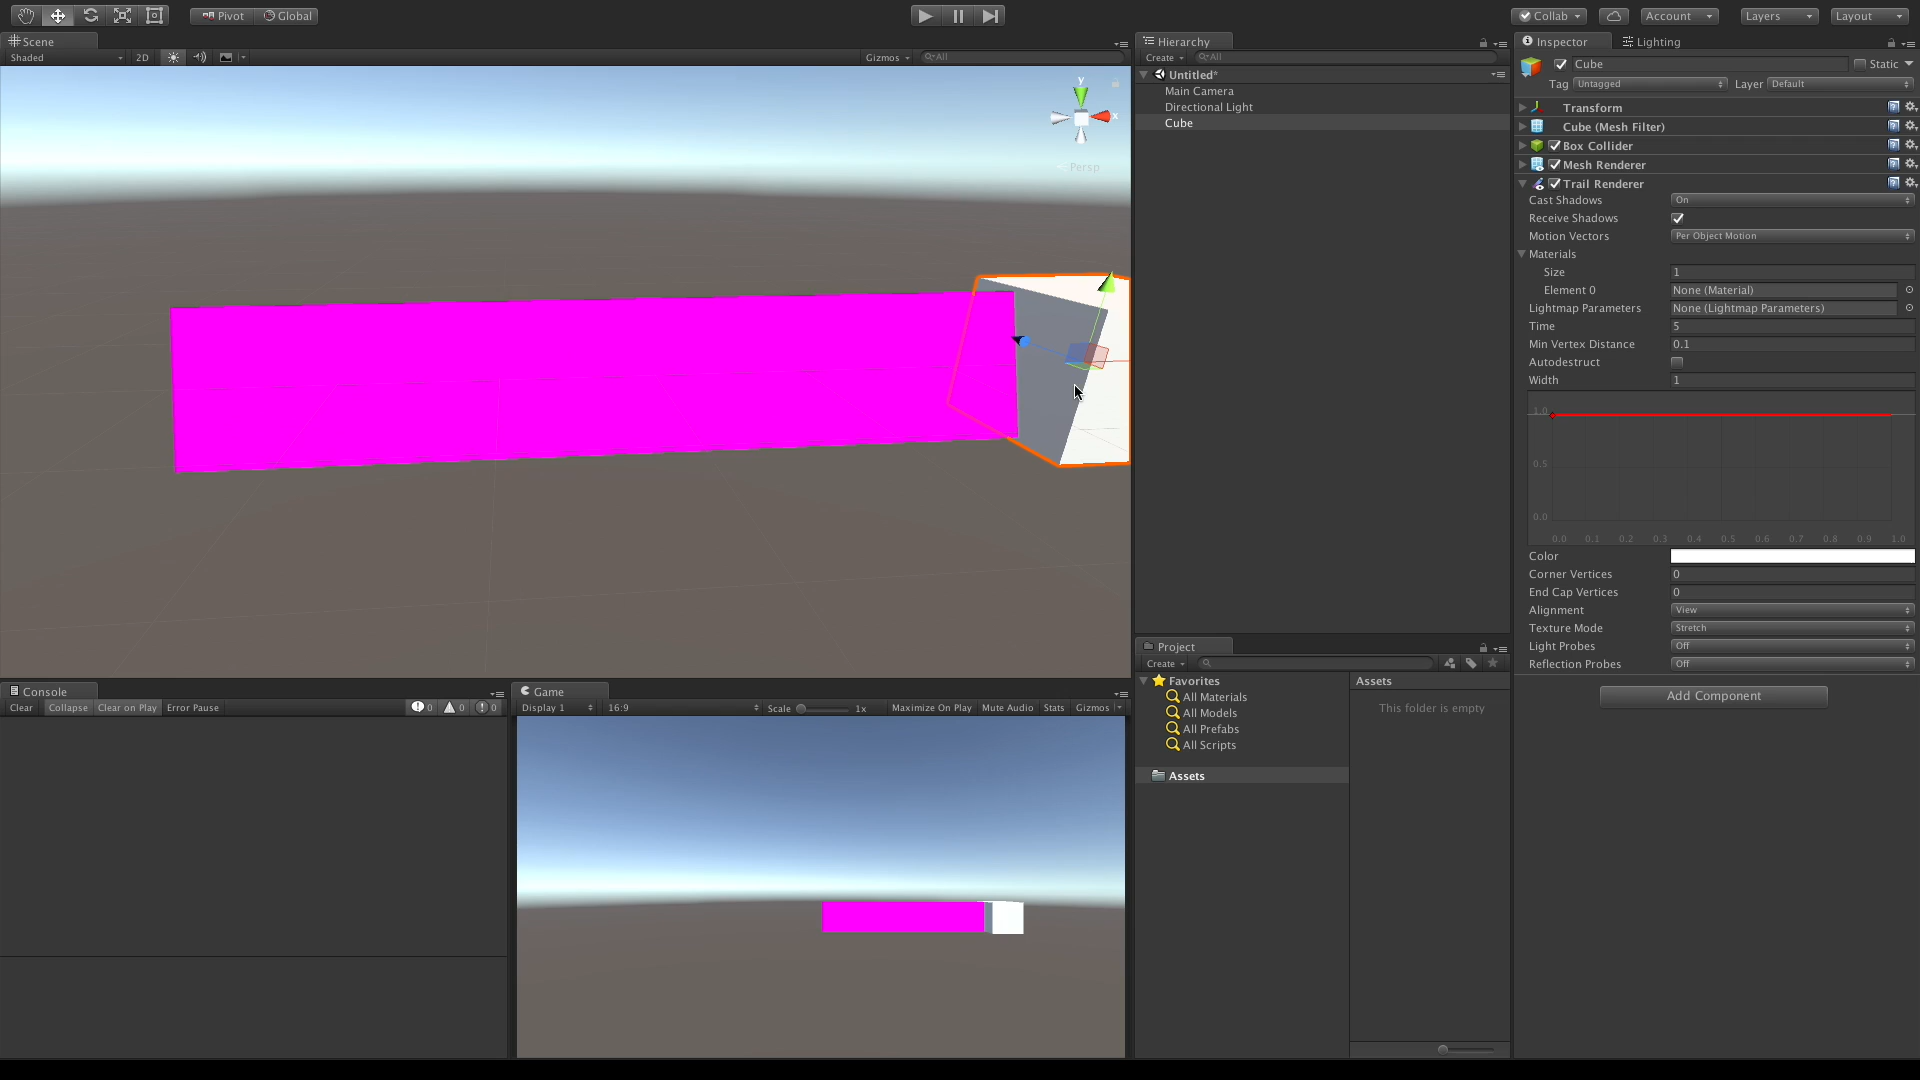 Pivot Global Collab Account Layers Layout
Scene
Shaded 2D Gizmos All
y
x
Persp
Hierarchy
Create All
Untitled*
Main Camera
Directional Light
Cube
Inspector Lighting
Cube Static
Tag Untagged Layer Default
Transform
Cube (Mesh Filter)
Box Collider
Mesh Renderer
Trail Renderer
Cast Shadows On
Receive Shadows
Motion Vectors Per Object Motion
Materials
Size 1
Element 0 None (Material)
Lightmap Parameters None (Lightmap Parameters)
Time 5
Min Vertex Distance 0.1
Autodestruct
Width 1
1.0
0.5
0.0
0.0 0.1 0.2 0.3 0.4 0.5 0.6 0.7 0.8 0.9 1.0
Color
Corner Vertices 0
End Cap Vertices 0
Alignment View
Texture Mode Stretch
Light Probes Off
Reflection Probes Off
Add Component
Project
Create
Favorites
All Materials
All Models
All Prefabs
All Scripts
Assets
Assets
This folder is empty
Console
Clear Collapse Clear on Play Error Pause 0 0 0
Game
Display 1 16:9 Scale 1x Maximize On Play Mute Audio Stats Gizmos